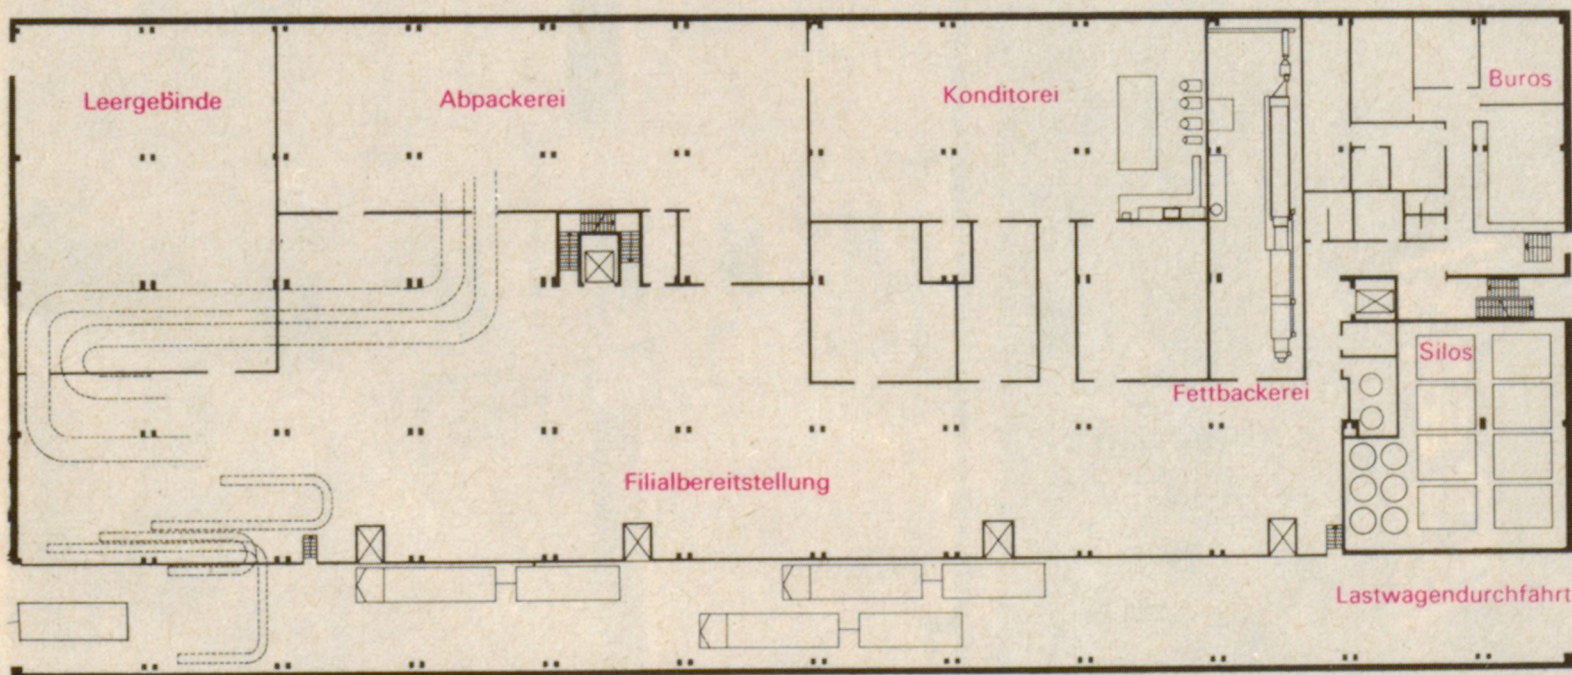 Leergebinde
Abpackerei
Konditorei
Buros
Silos
Fettbackerei
Filialbereitstellung
Lastwagendurchfahrt